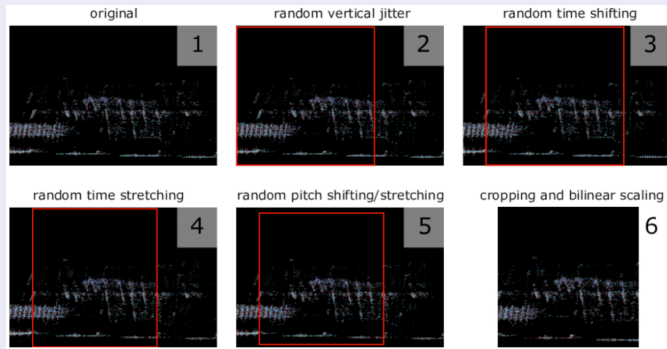 original
1
random vertical jitter
2
random time shifting
3
random time stretching
4
random pitch shifting/stretching
5
cropping and bilinear scaling
6